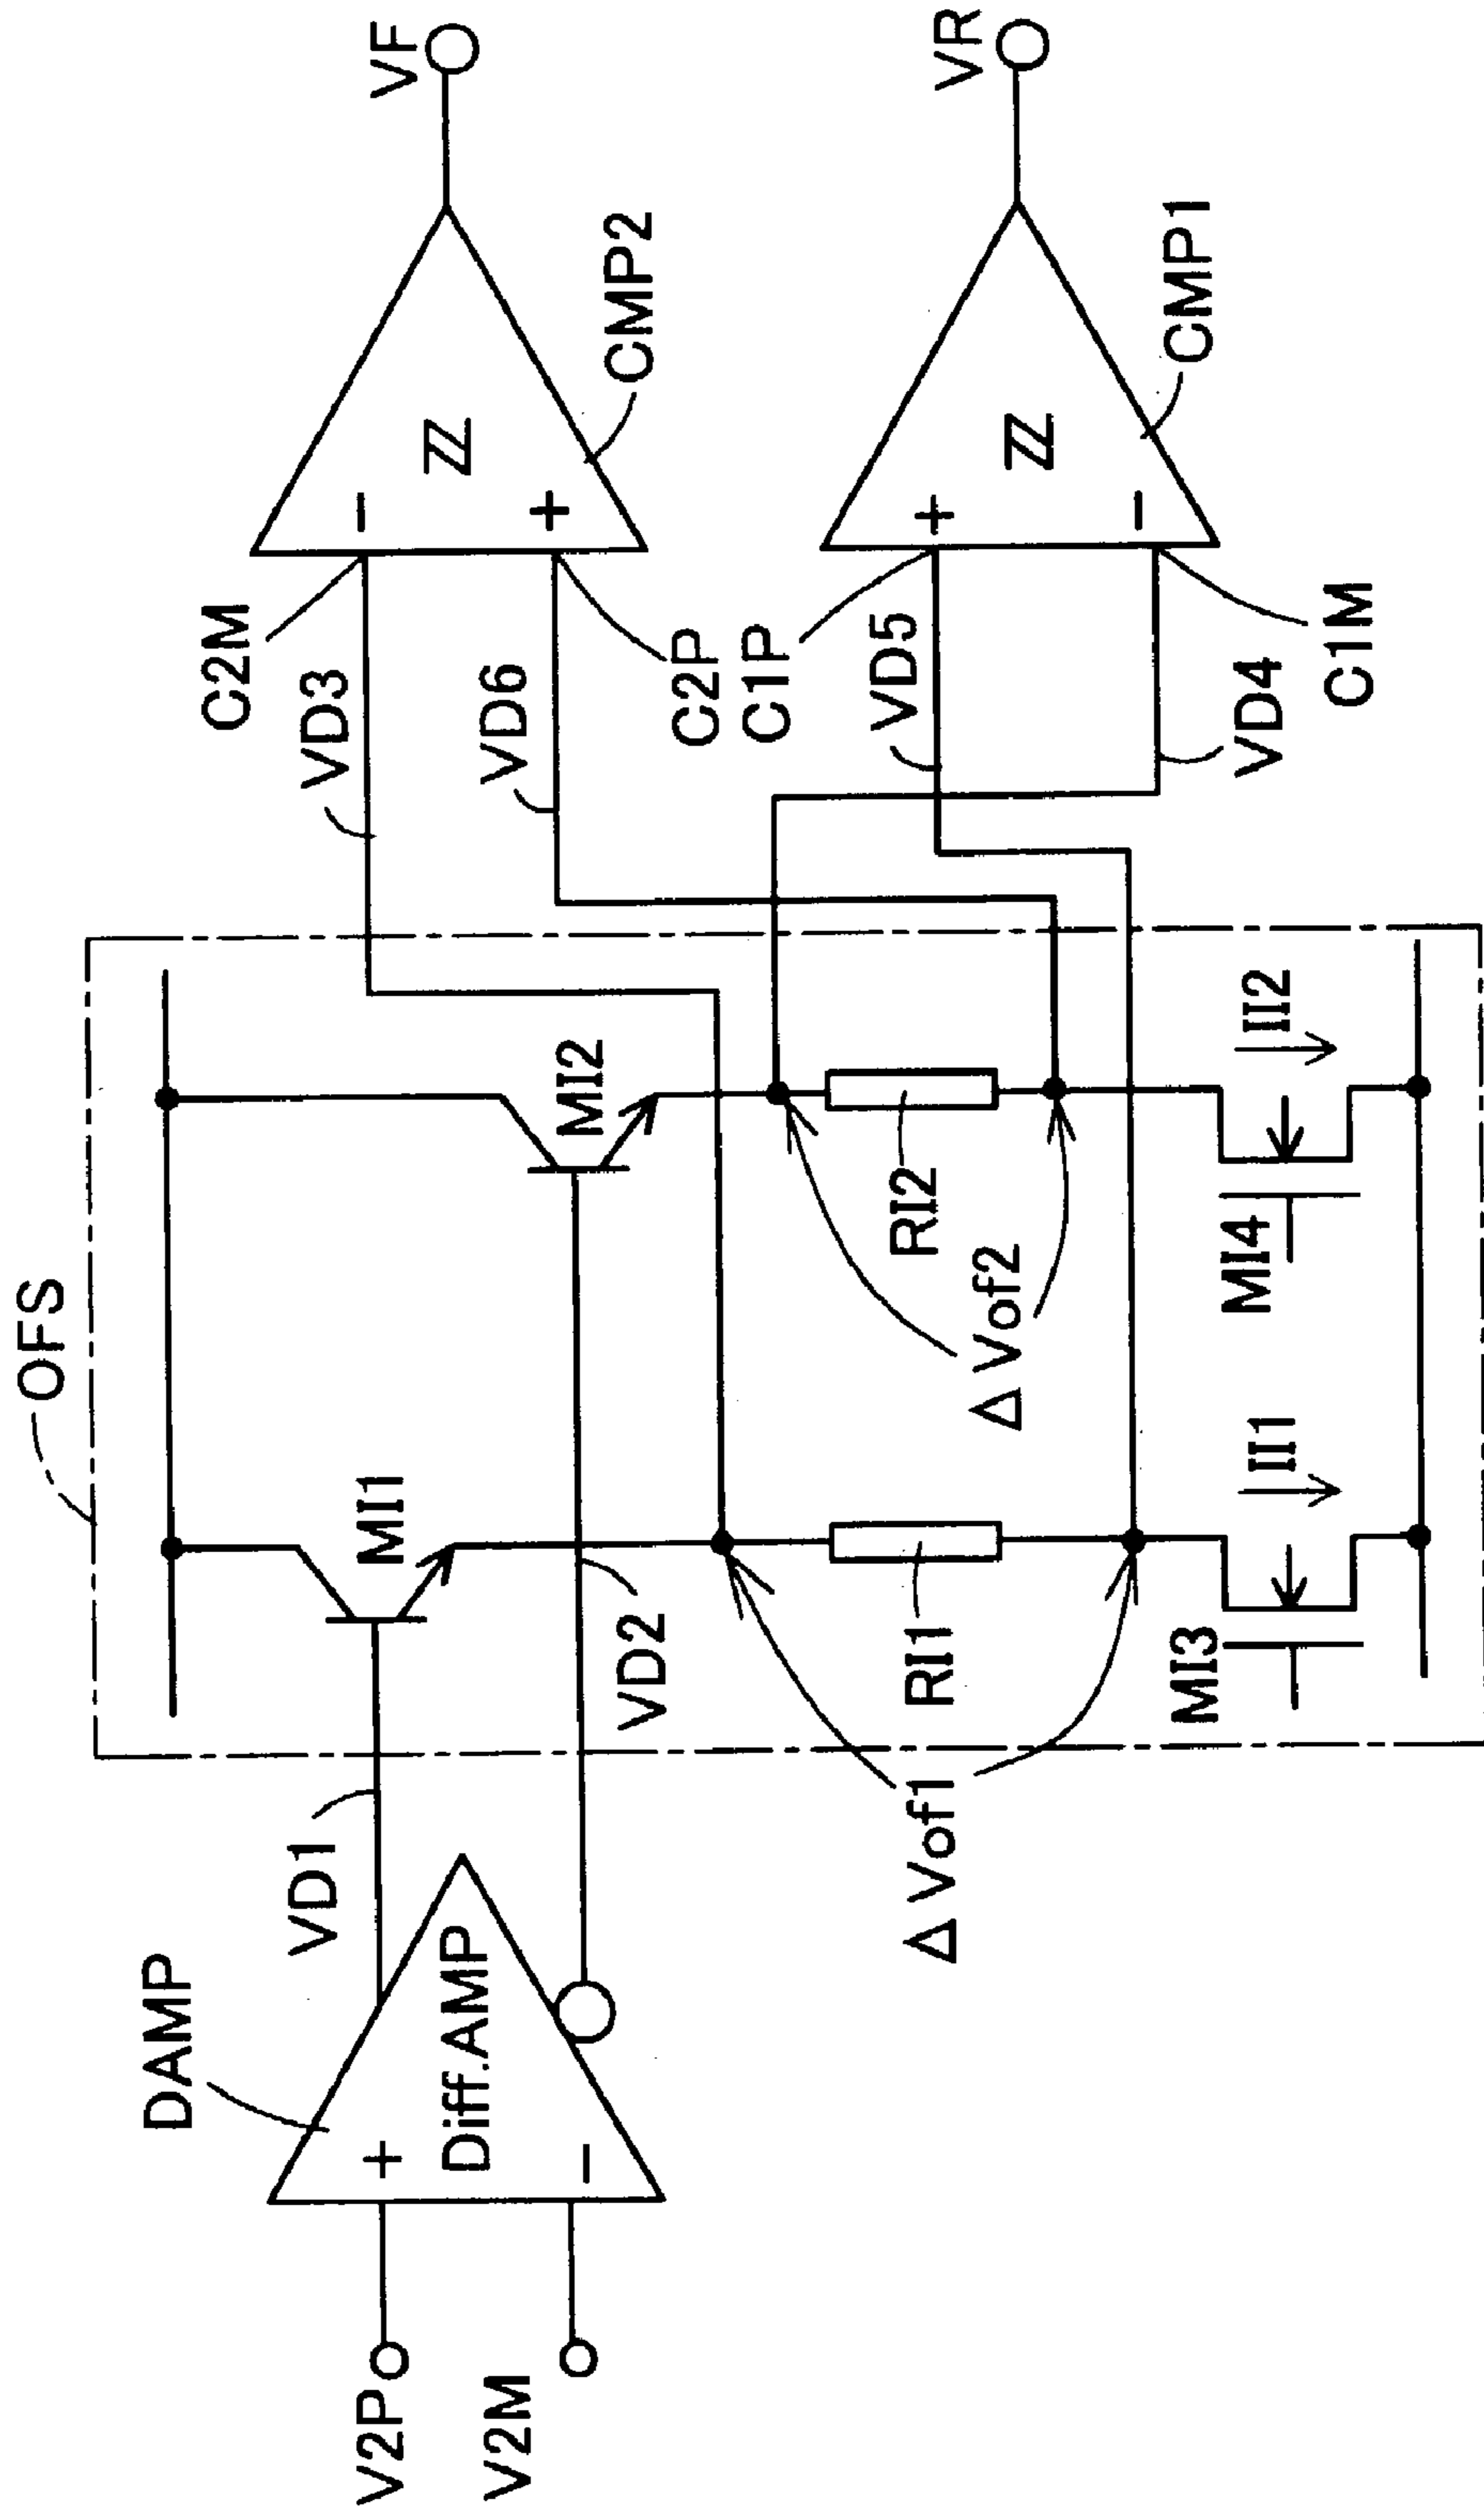 OFS
DAMP
VD1
V2P
V2M
+
−
Diff.AMP
MI1
MI2
VD2
C2M
VD3
VD6
C2P
−
+
CMP2
VF
C1P
VD5
VD4
C1M
+
−
CMP1
VR
RI1
RI2
ΔVof1
ΔVof2
MI3
II1
MI4
II2